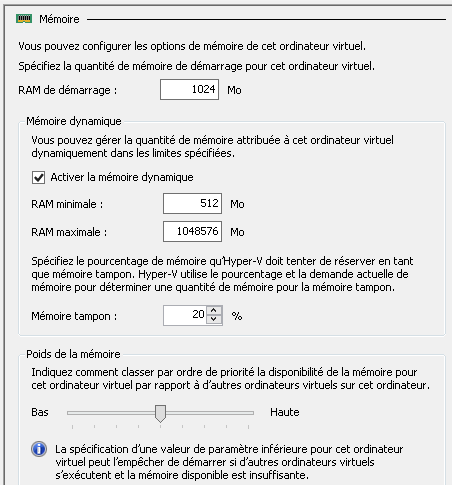 Mémoire
Vous pouvez configurer les options de mémoire de cet ordinateur virtuel.
Spécifiez la quantité de mémoire de démarrage pour cet ordinateur virtuel.
RAM de démarrage : 1024 Mo
Mémoire dynamique
Vous pouvez gérer la quantité de mémoire attribuée à cet ordinateur virtuel
dynamiquement dans les limites spécifiées.
Activer la mémoire dynamique
RAM minimale : 512 Mo
RAM maximale : 1048576 Mo
Spécifiez le pourcentage de mémoire qu'Hyper-V doit tenter de réserver en tant
que mémoire tampon. Hyper-V utilise le pourcentage et la demande actuelle de
mémoire pour déterminer une quantité de mémoire pour la mémoire tampon.
Mémoire tampon : 20 %
Poids de la mémoire
Indiquez comment classer par ordre de priorité la disponibilité de la mémoire pour
cet ordinateur virtuel par rapport à d'autres ordinateurs virtuels sur cet ordinateur.
Bas Haute
La spécification d'une valeur de paramètre inférieure pour cet ordinateur
virtuel peut l'empêcher de démarrer si d'autres ordinateurs virtuels
s'exécutent et la mémoire disponible est insuffisante.